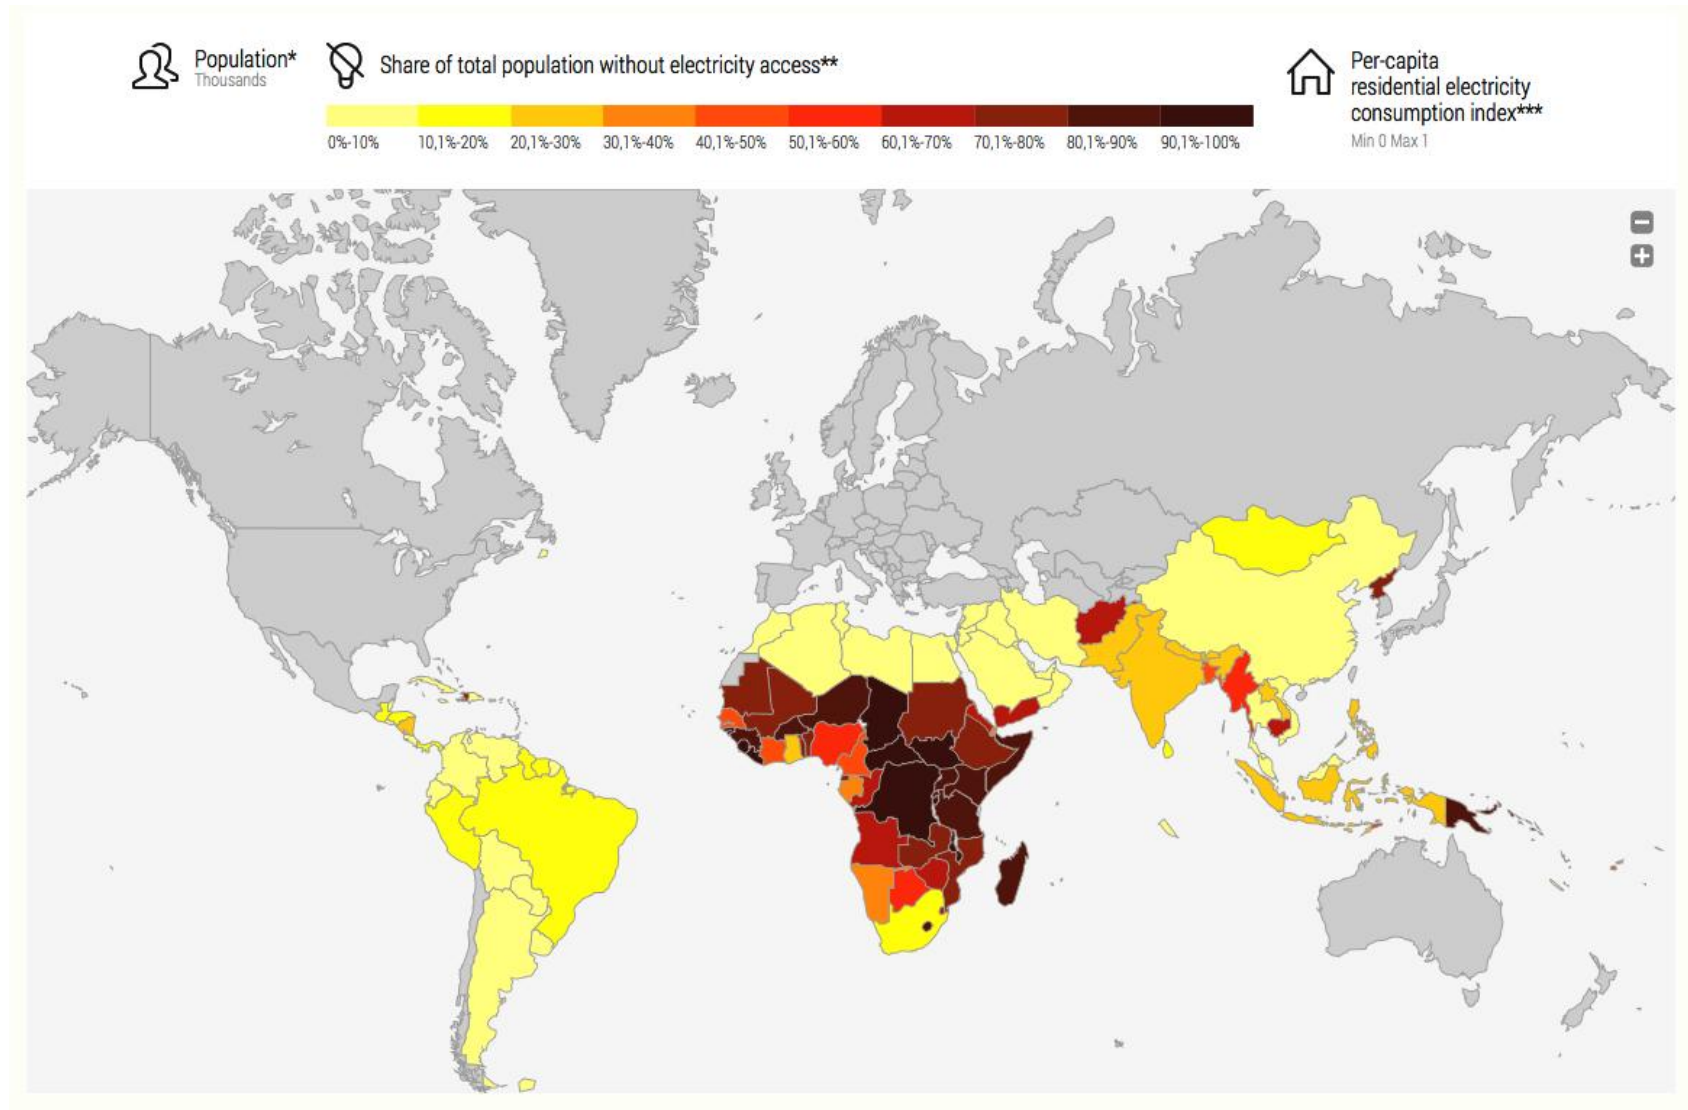 Population*
Thousands
Share of total population without electricity access**
0%-10%
10,1%-20%
20,1%-30%
30,1%-40%
40,1%-50%
50,1%-60%
60,1%-70%
70,1%-80%
80,1%-90%
90,1%-100%
Per-capita
residential electricity
consumption index***
Min 0 Max 1